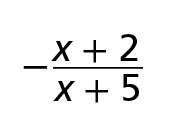 − x + 2
x + 5